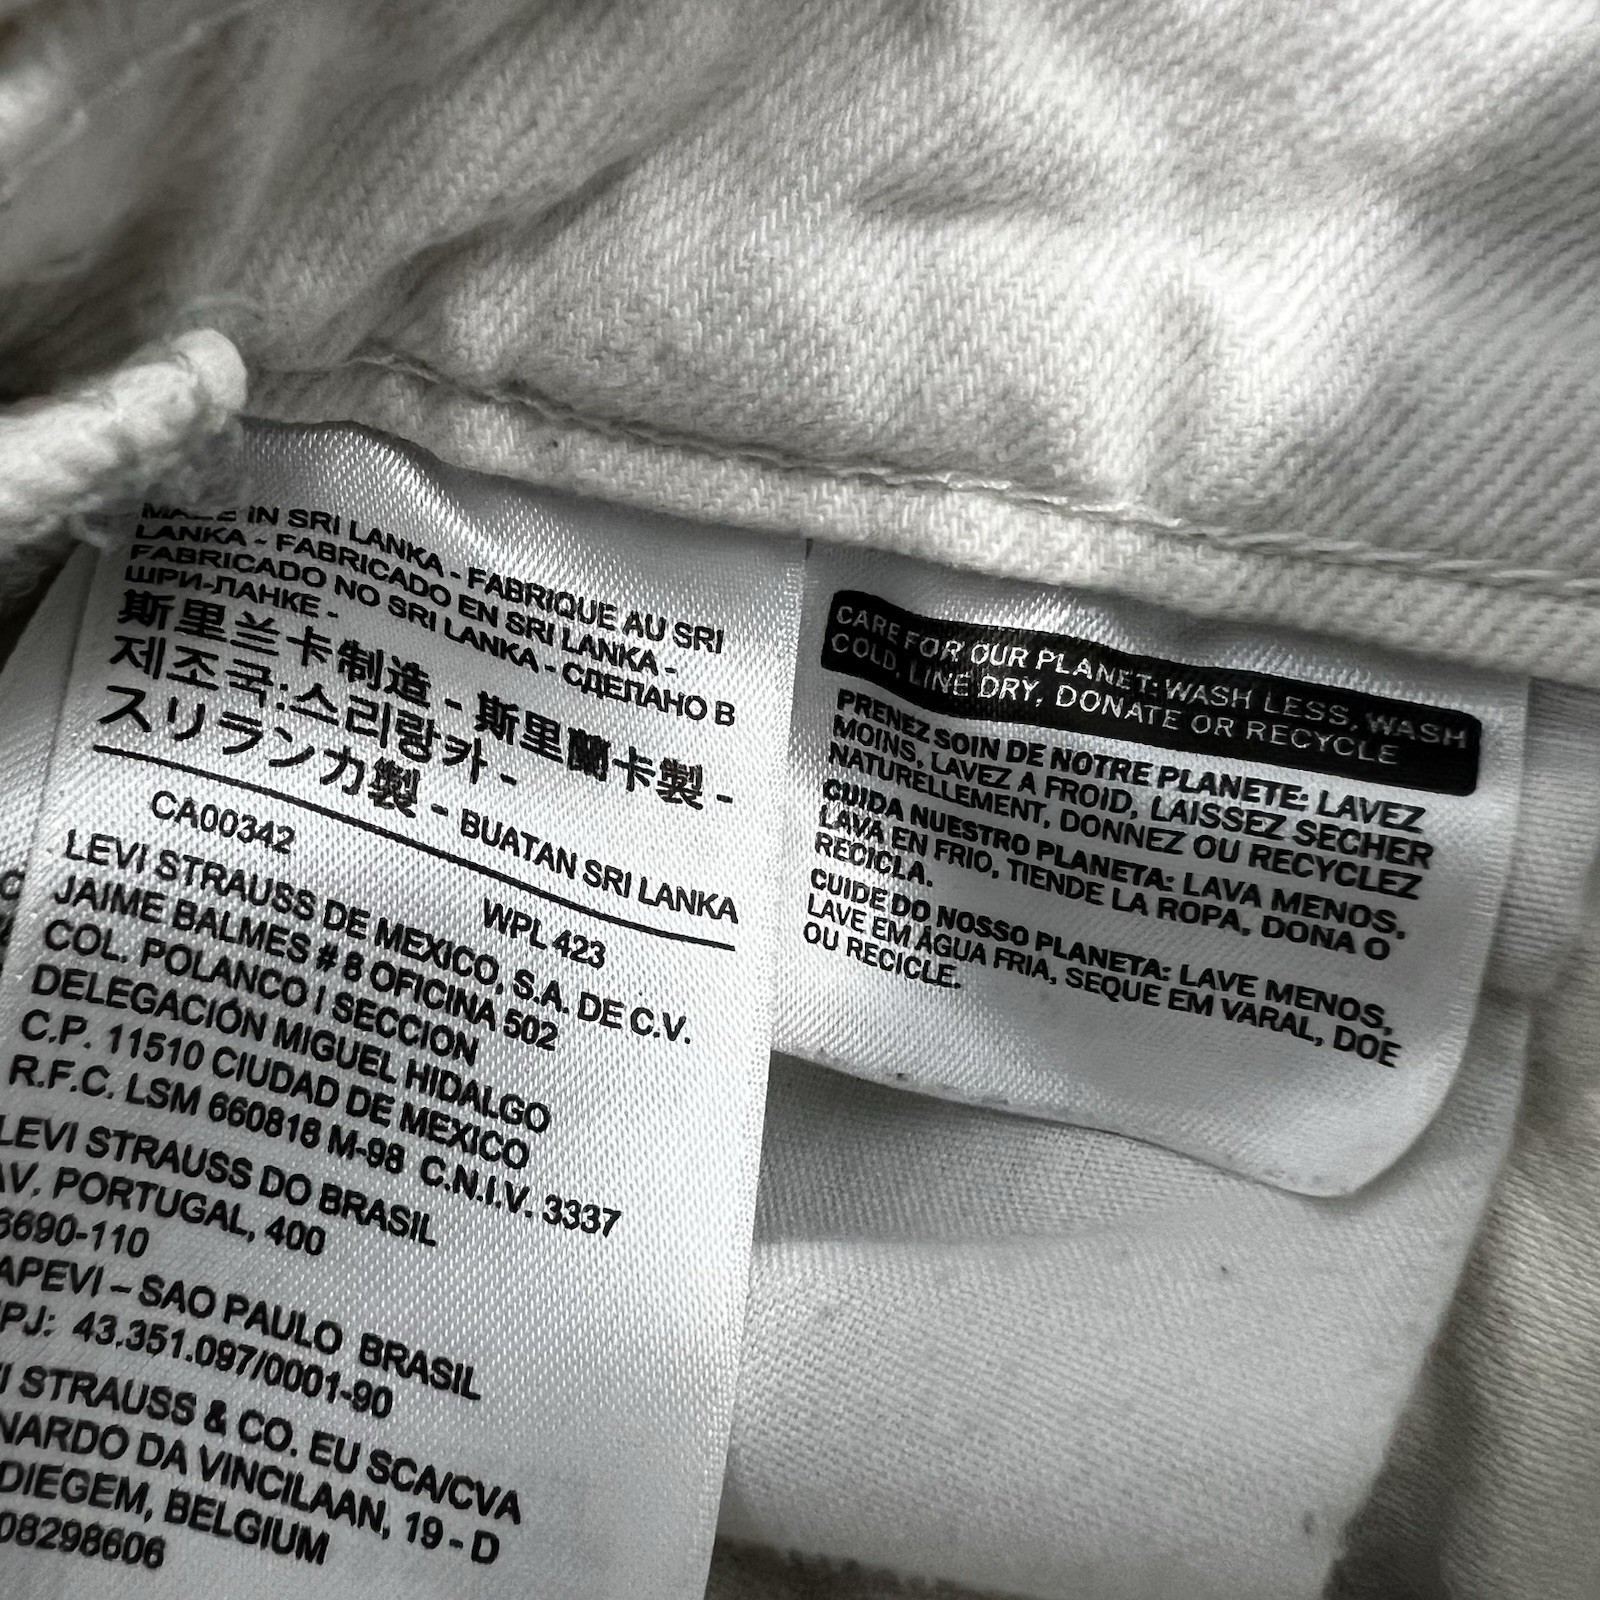 MADE IN SRI LANKA - FABRIQUE AU SRI
LANKA - FABRICADO EN SRI LANKA -
FABRICADO NO SRI LANKA - СДЕЛАНО В
ШРИ-ЛАНКЕ -
斯里兰卡制造 - 斯里蘭卡製 -
제조국:스리랑카 -
スリランカ製 - BUATAN SRI LANKA
CA00342 WPL 423
LEVI STRAUSS DE MEXICO, S.A. DE C.V.
JAIME BALMES # 8 OFICINA 502
COL. POLANCO I SECCION
DELEGACIÓN MIGUEL HIDALGO
C.P. 11510 CIUDAD DE MEXICO
R.F.C. LSM 660818 M-98 C.N.I.V. 3337
LEVI STRAUSS DO BRASIL
AV. PORTUGAL, 400
6690-110
APEVI – SAO PAULO BRASIL
PJ: 43.351.097/0001-90
I STRAUSS & CO. EU SCA/CVA
NARDO DA VINCILAAN, 19 - D
DIEGEM, BELGIUM
08298606
CARE FOR OUR PLANET: WASH LESS, WASH
COLD, LINE DRY, DONATE OR RECYCLE
PRENEZ SOIN DE NOTRE PLANETE: LAVEZ
MOINS, LAVEZ A FROID, LAISSEZ SECHER
NATURELLEMENT, DONNEZ OU RECYCLEZ
CUIDA NUESTRO PLANETA: LAVA MENOS,
LAVA EN FRIO, TIENDE LA ROPA, DONA O
RECICLA.
CUIDE DO NOSSO PLANETA: LAVE MENOS,
LAVE EM ÁGUA FRIA, SEQUE EM VARAL, DOE
OU RECICLE.